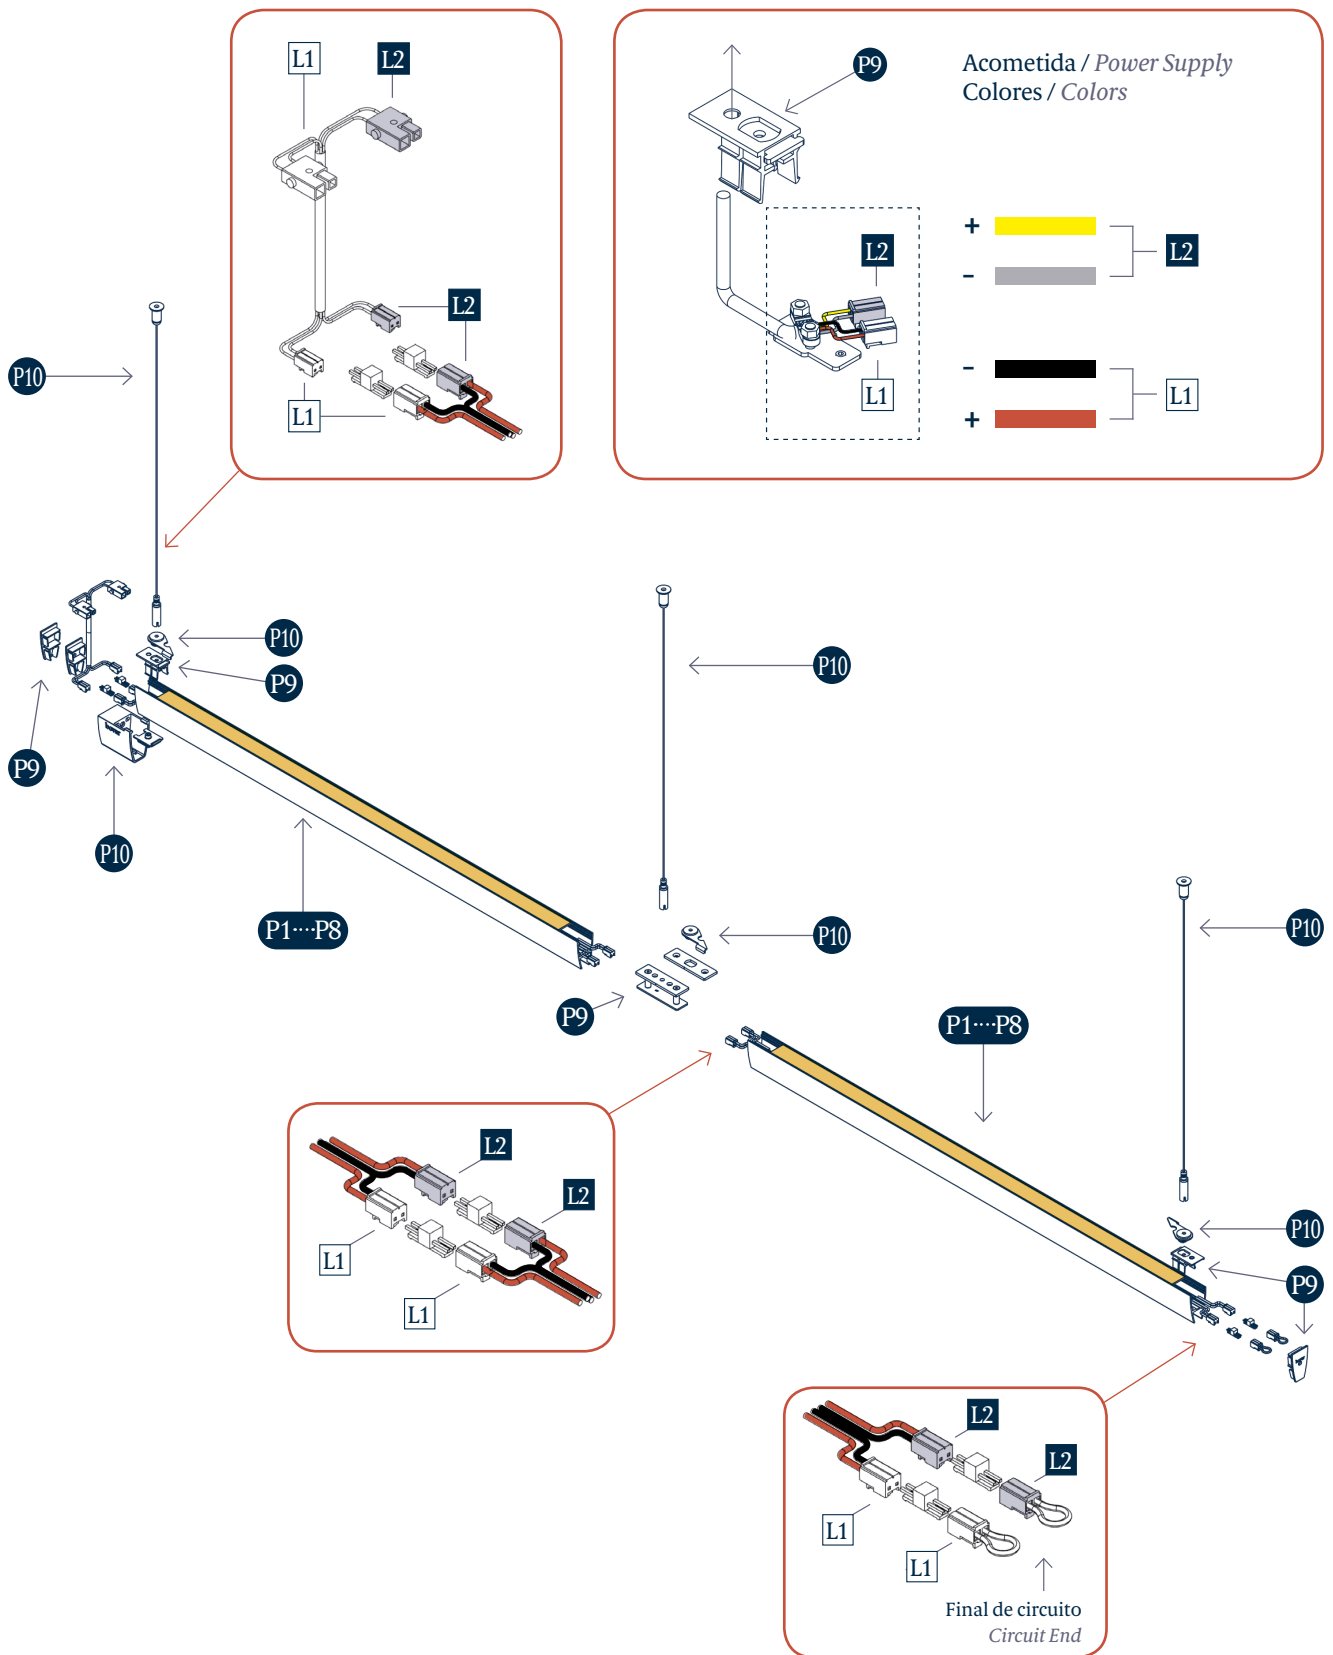 L1
L2
P9
Acometida / Power Supply
Colores / Colors
L2
L1
+
-
L2
-
+
L1
L2
L1
P10
P10
P9
P9
P10
P1····P8
P10
P10
P9
P10
P1····P8
P10
P9
L2
L2
L1
L1
L2
L2
L1
L1
Final de circuito
Circuit End